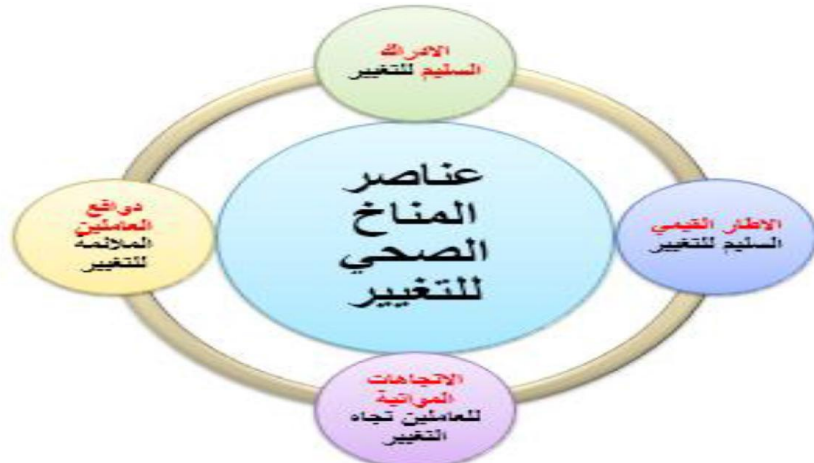 الادراك
السليم للتغيير
عناصر
المناخ
الصحي
للتغيير
الاطار القيمي
السليم للتغيير
الاتجاهات
المواتية
للعاملين تجاه
التغيير
دوافع
العاملين
الملائمة
للتغيير